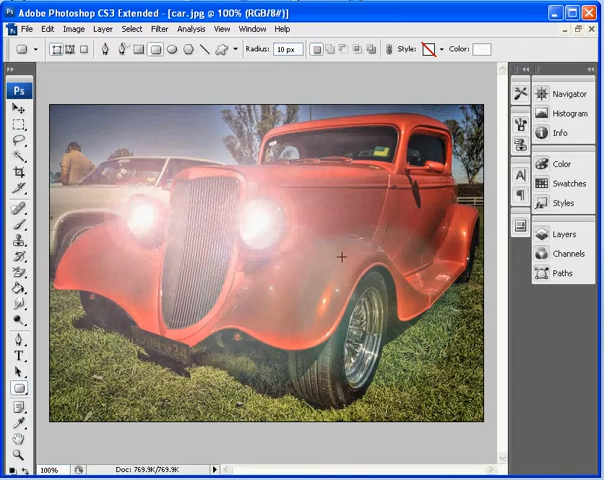 Adobe Photoshop CS3 Extended - [car.jpg @ 100% (RGB/8#)]
File Edit Image Layer Select Filter Analysis View Window Help
Radius: 10 px Style: Color:
Ps
Navigator
Histogram
Info
Color
Swatches
Styles
Layers
Channels
Paths
100% Doc: 769.9K/769.9K